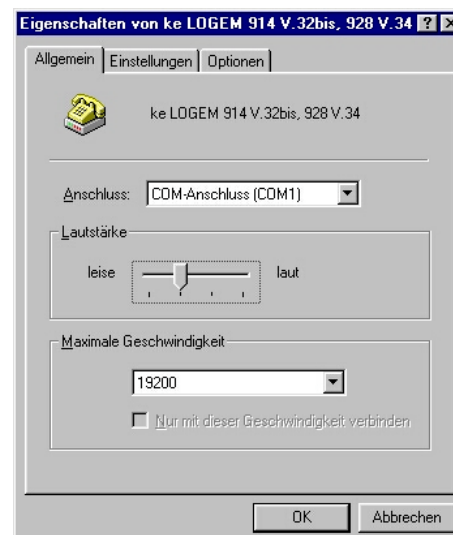 Eigenschaften von ke LOGEM 914 V.32bis, 928 V.34
Allgemein Einstellungen Optionen
ke LOGEM 914 V.32bis, 928 V.34
Anschluss: COM-Anschluss (COM1)
Lautstärke
leise laut
Maximale Geschwindigkeit
19200
Nur mit dieser Geschwindigkeit verbinden
OK Abbrechen